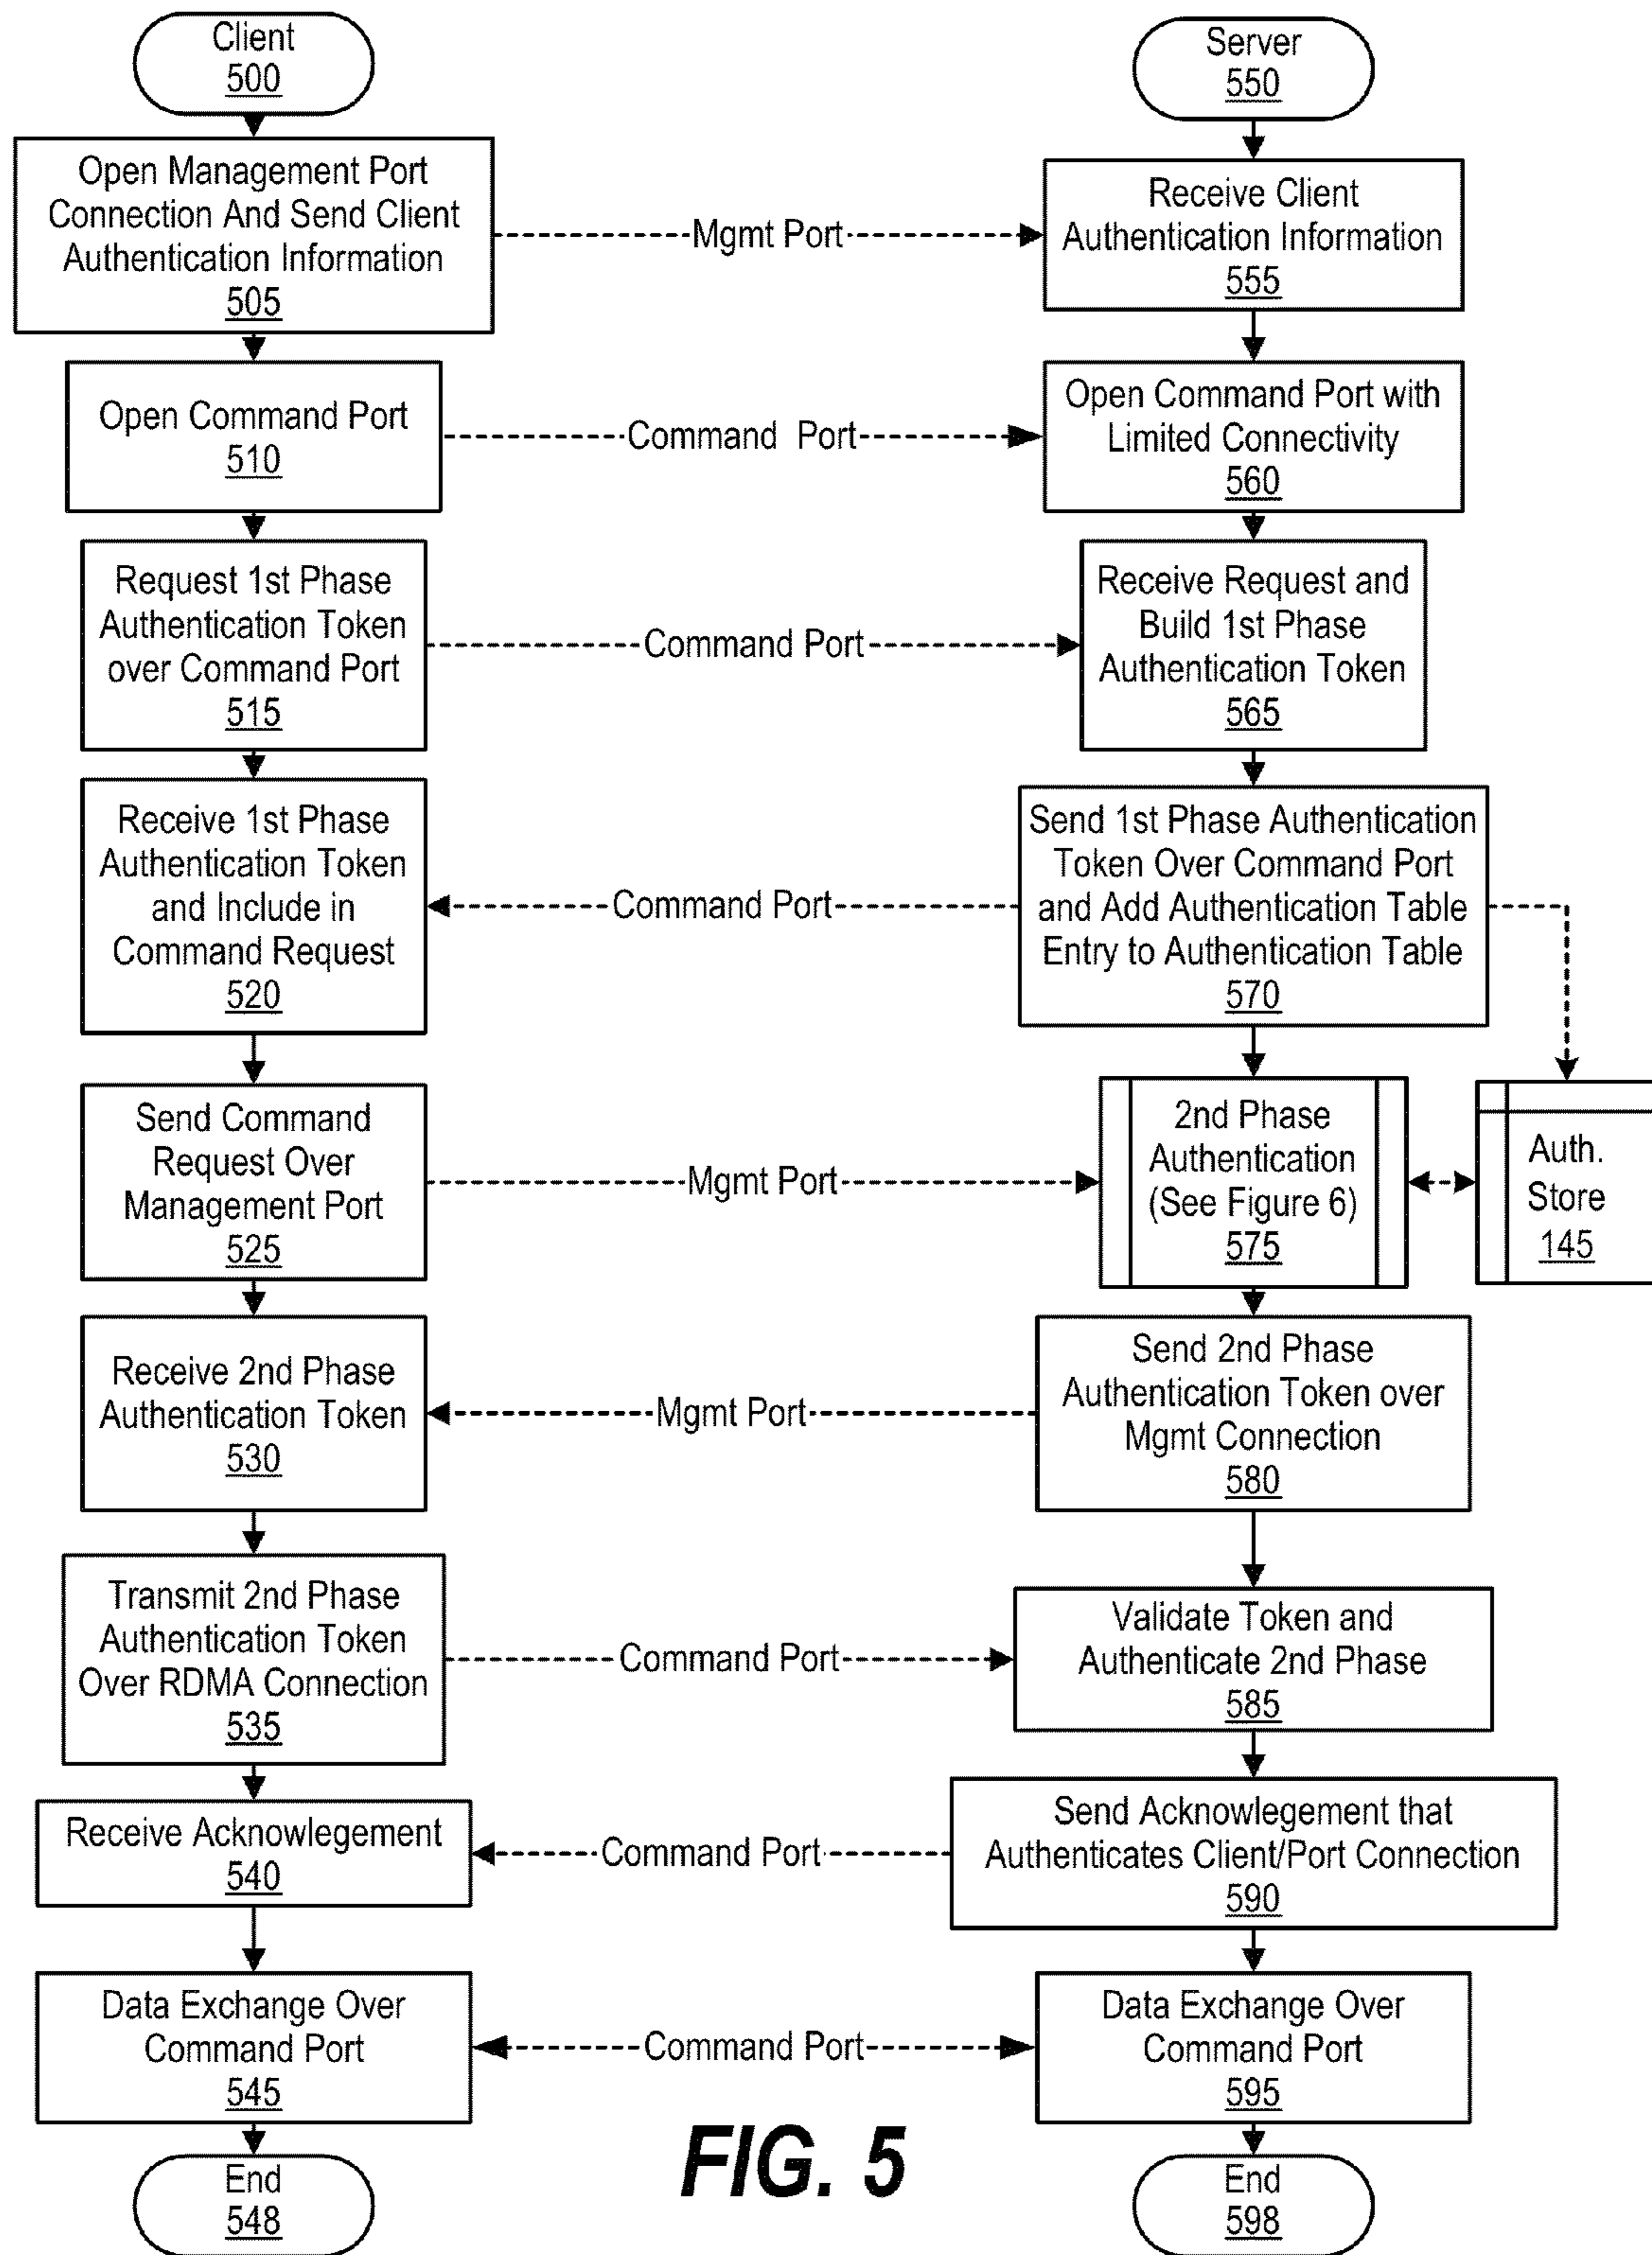 Client
500
Server
550
Open Management Port
Connection And Send Client
Authentication Information
505
Mgmt Port
Receive Client
Authentication Information
555
Open Command Port
510
Command Port
Open Command Port with
Limited Connectivity
560
Request 1st Phase
Authentication Token
over Command Port
515
Command Port
Receive Request and
Build 1st Phase
Authentication Token
565
Receive 1st Phase
Authentication Token
and Include in
Command Request
520
Command Port
Send 1st Phase Authentication
Token Over Command Port
and Add Authentication Table
Entry to Authentication Table
570
Send Command
Request Over
Management Port
525
Mgmt Port
2nd Phase
Authentication
(See Figure 6)
575
Auth.
Store
145
Receive 2nd Phase
Authentication Token
530
Mgmt Port
Send 2nd Phase
Authentication Token over
Mgmt Connection
580
Transmit 2nd Phase
Authentication Token
Over RDMA Connection
535
Command Port
Validate Token and
Authenticate 2nd Phase
585
Receive Acknowlegement
540
Command Port
Send Acknowlegement that
Authenticates Client/Port Connection
590
Data Exchange Over
Command Port
545
Command Port
Data Exchange Over
Command Port
595
End
548
FIG. 5
End
598